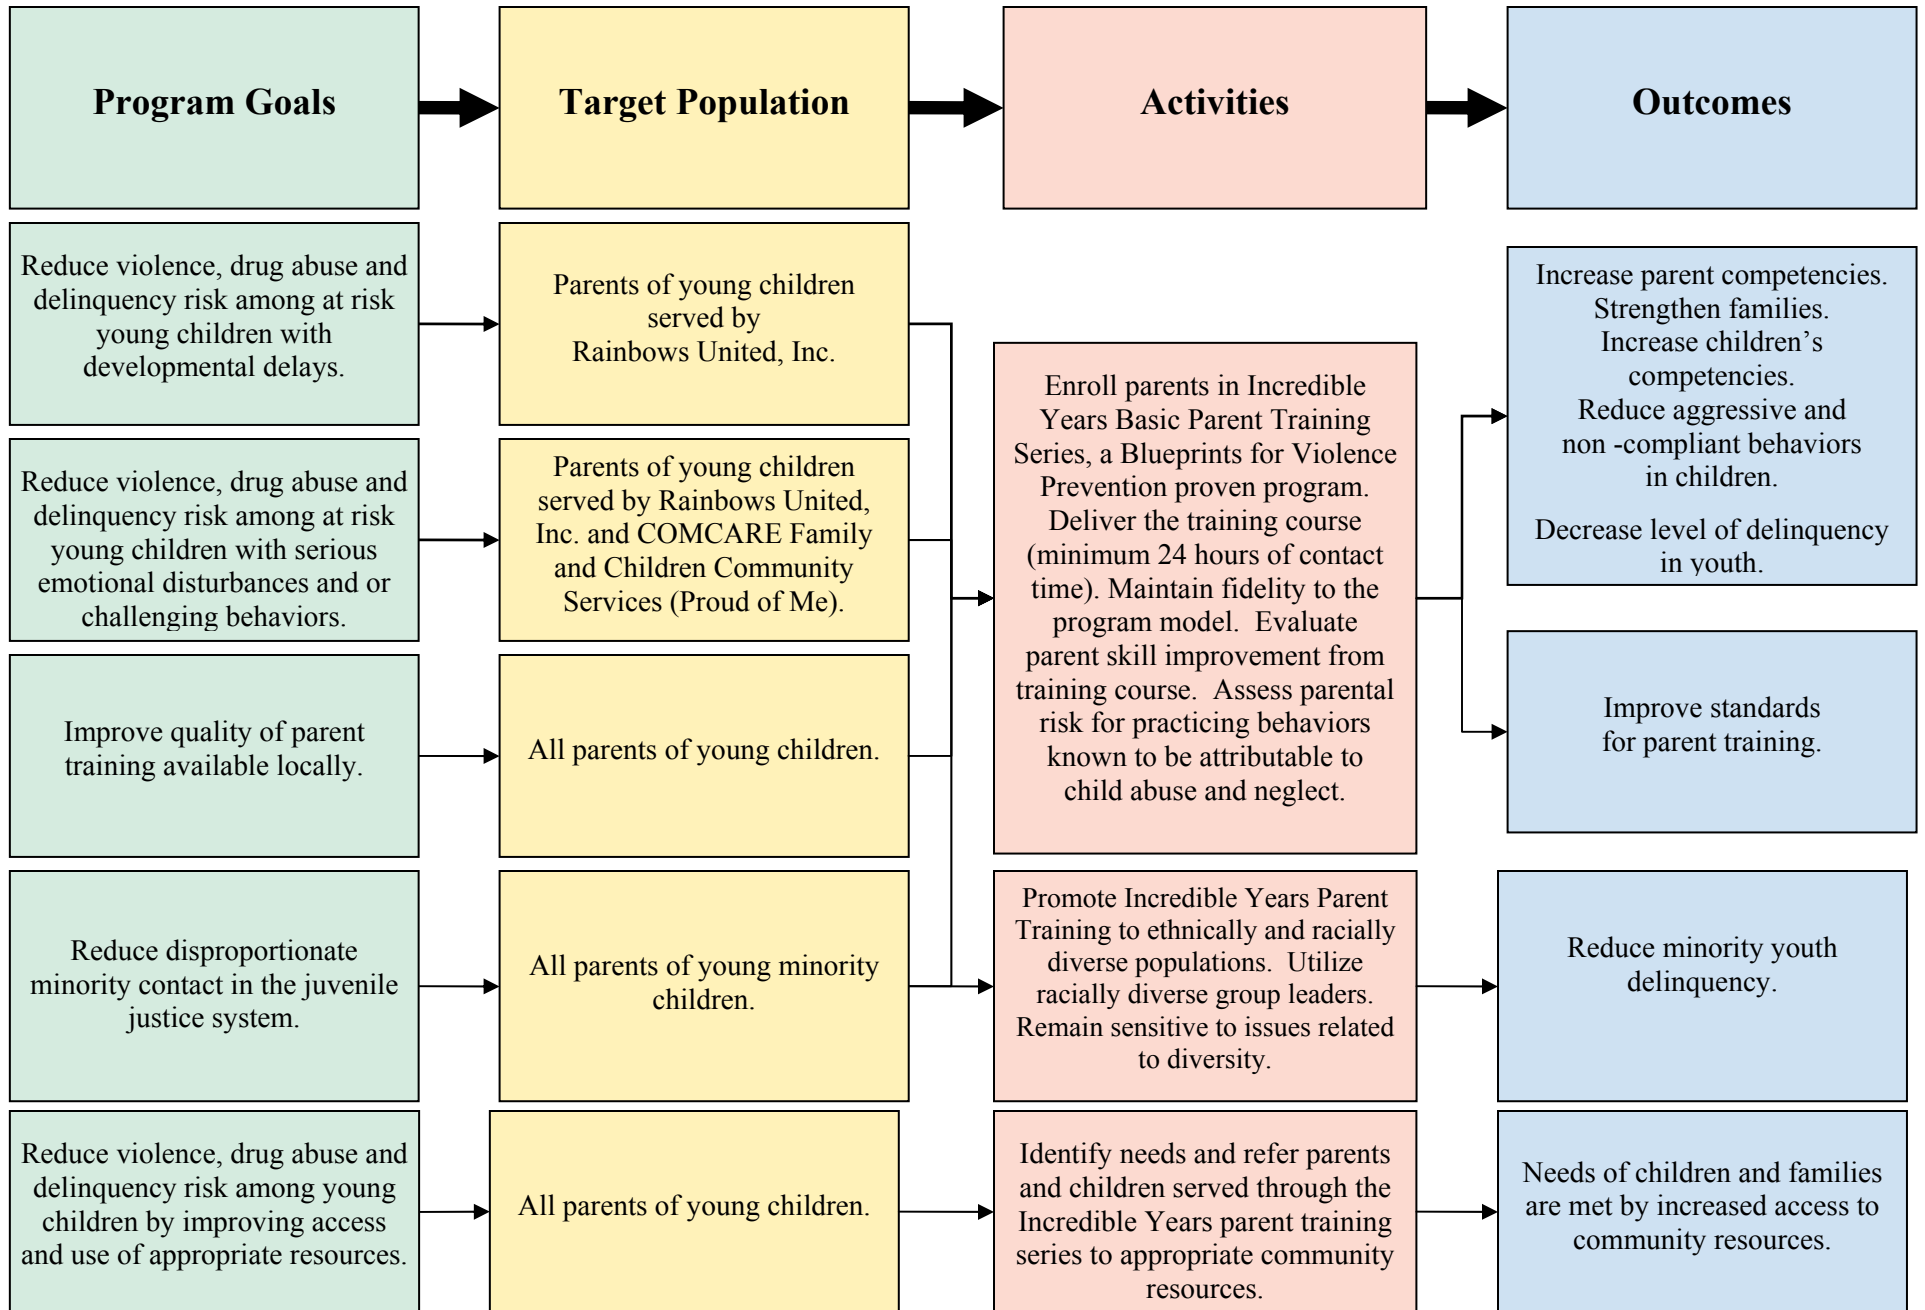 Program Goals
Target Population
Activities
Outcomes
Reduce violence, drug abuse and
delinquency risk among at risk
young children with
developmental delays.
Parents of young children
served by
Rainbows United, Inc.
Reduce violence, drug abuse and
delinquency risk among at risk
young children with serious
emotional disturbances and or
challenging behaviors.
Parents of young children
served by Rainbows United,
Inc. and COMCARE Family
and Children Community
Services (Proud of Me).
Improve quality of parent
training available locally.
All parents of young children.
Enroll parents in Incredible
Years Basic Parent Training
Series, a Blueprints for Violence
Prevention proven program.
Deliver the training course
(minimum 24 hours of contact
time). Maintain fidelity to the
program model.  Evaluate
parent skill improvement from
training course.  Assess parental
risk for practicing behaviors
known to be attributable to
child abuse and neglect.
Increase parent competencies.
Strengthen families.
Increase children’s
competencies.
Reduce aggressive and
non -compliant behaviors
in children.
Decrease level of delinquency
in youth.
Improve standards
for parent training.
Reduce disproportionate
minority contact in the juvenile
justice system.
All parents of young minority
children.
Promote Incredible Years Parent
Training to ethnically and racially
diverse populations.  Utilize
racially diverse group leaders.
Remain sensitive to issues related
to diversity.
Reduce minority youth
delinquency.
Reduce violence, drug abuse and
delinquency risk among young
children by improving access
and use of appropriate resources.
All parents of young children.
Identify needs and refer parents
and children served through the
Incredible Years parent training
series to appropriate community
resources.
Needs of children and families
are met by increased access to
community resources.